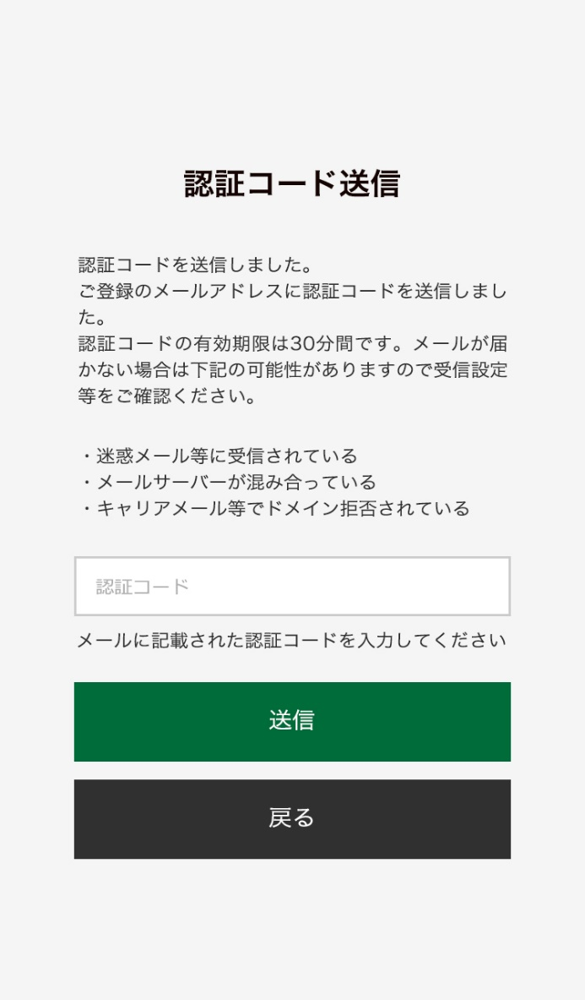 認証コード送信
認証コードを送信しました。
ご登録のメールアドレスに認証コードを送信しまし
た。
認証コードの有効期限は30分間です。メールが届
かない場合は下記の可能性がありますので受信設定
等をご確認ください。
・迷惑メール等に受信されている
・メールサーバーが混み合っている
・キャリアメール等でドメイン拒否されている
認証コード
メールに記載された認証コードを入力してください
送信
戻る